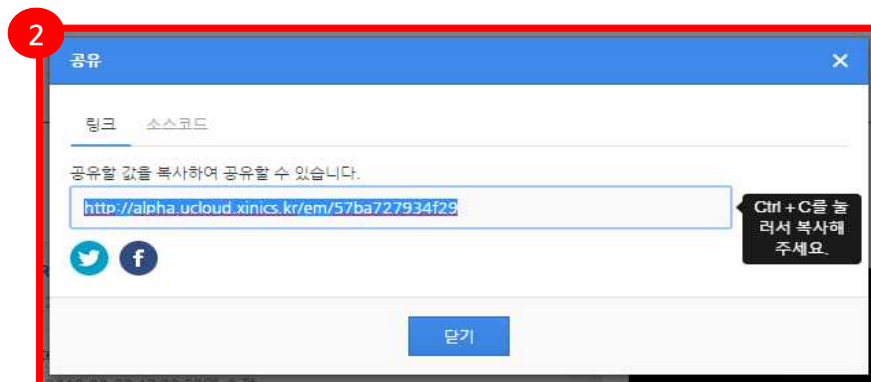 2
공유
링크 소스코드
공유할 값을 복사하여 공유할 수 있습니다.
http://alpha.ucloud.xinics.kr/em/57ba727934f29
Ctrl + C를 눌
러서 복사해
주세요.
닫기